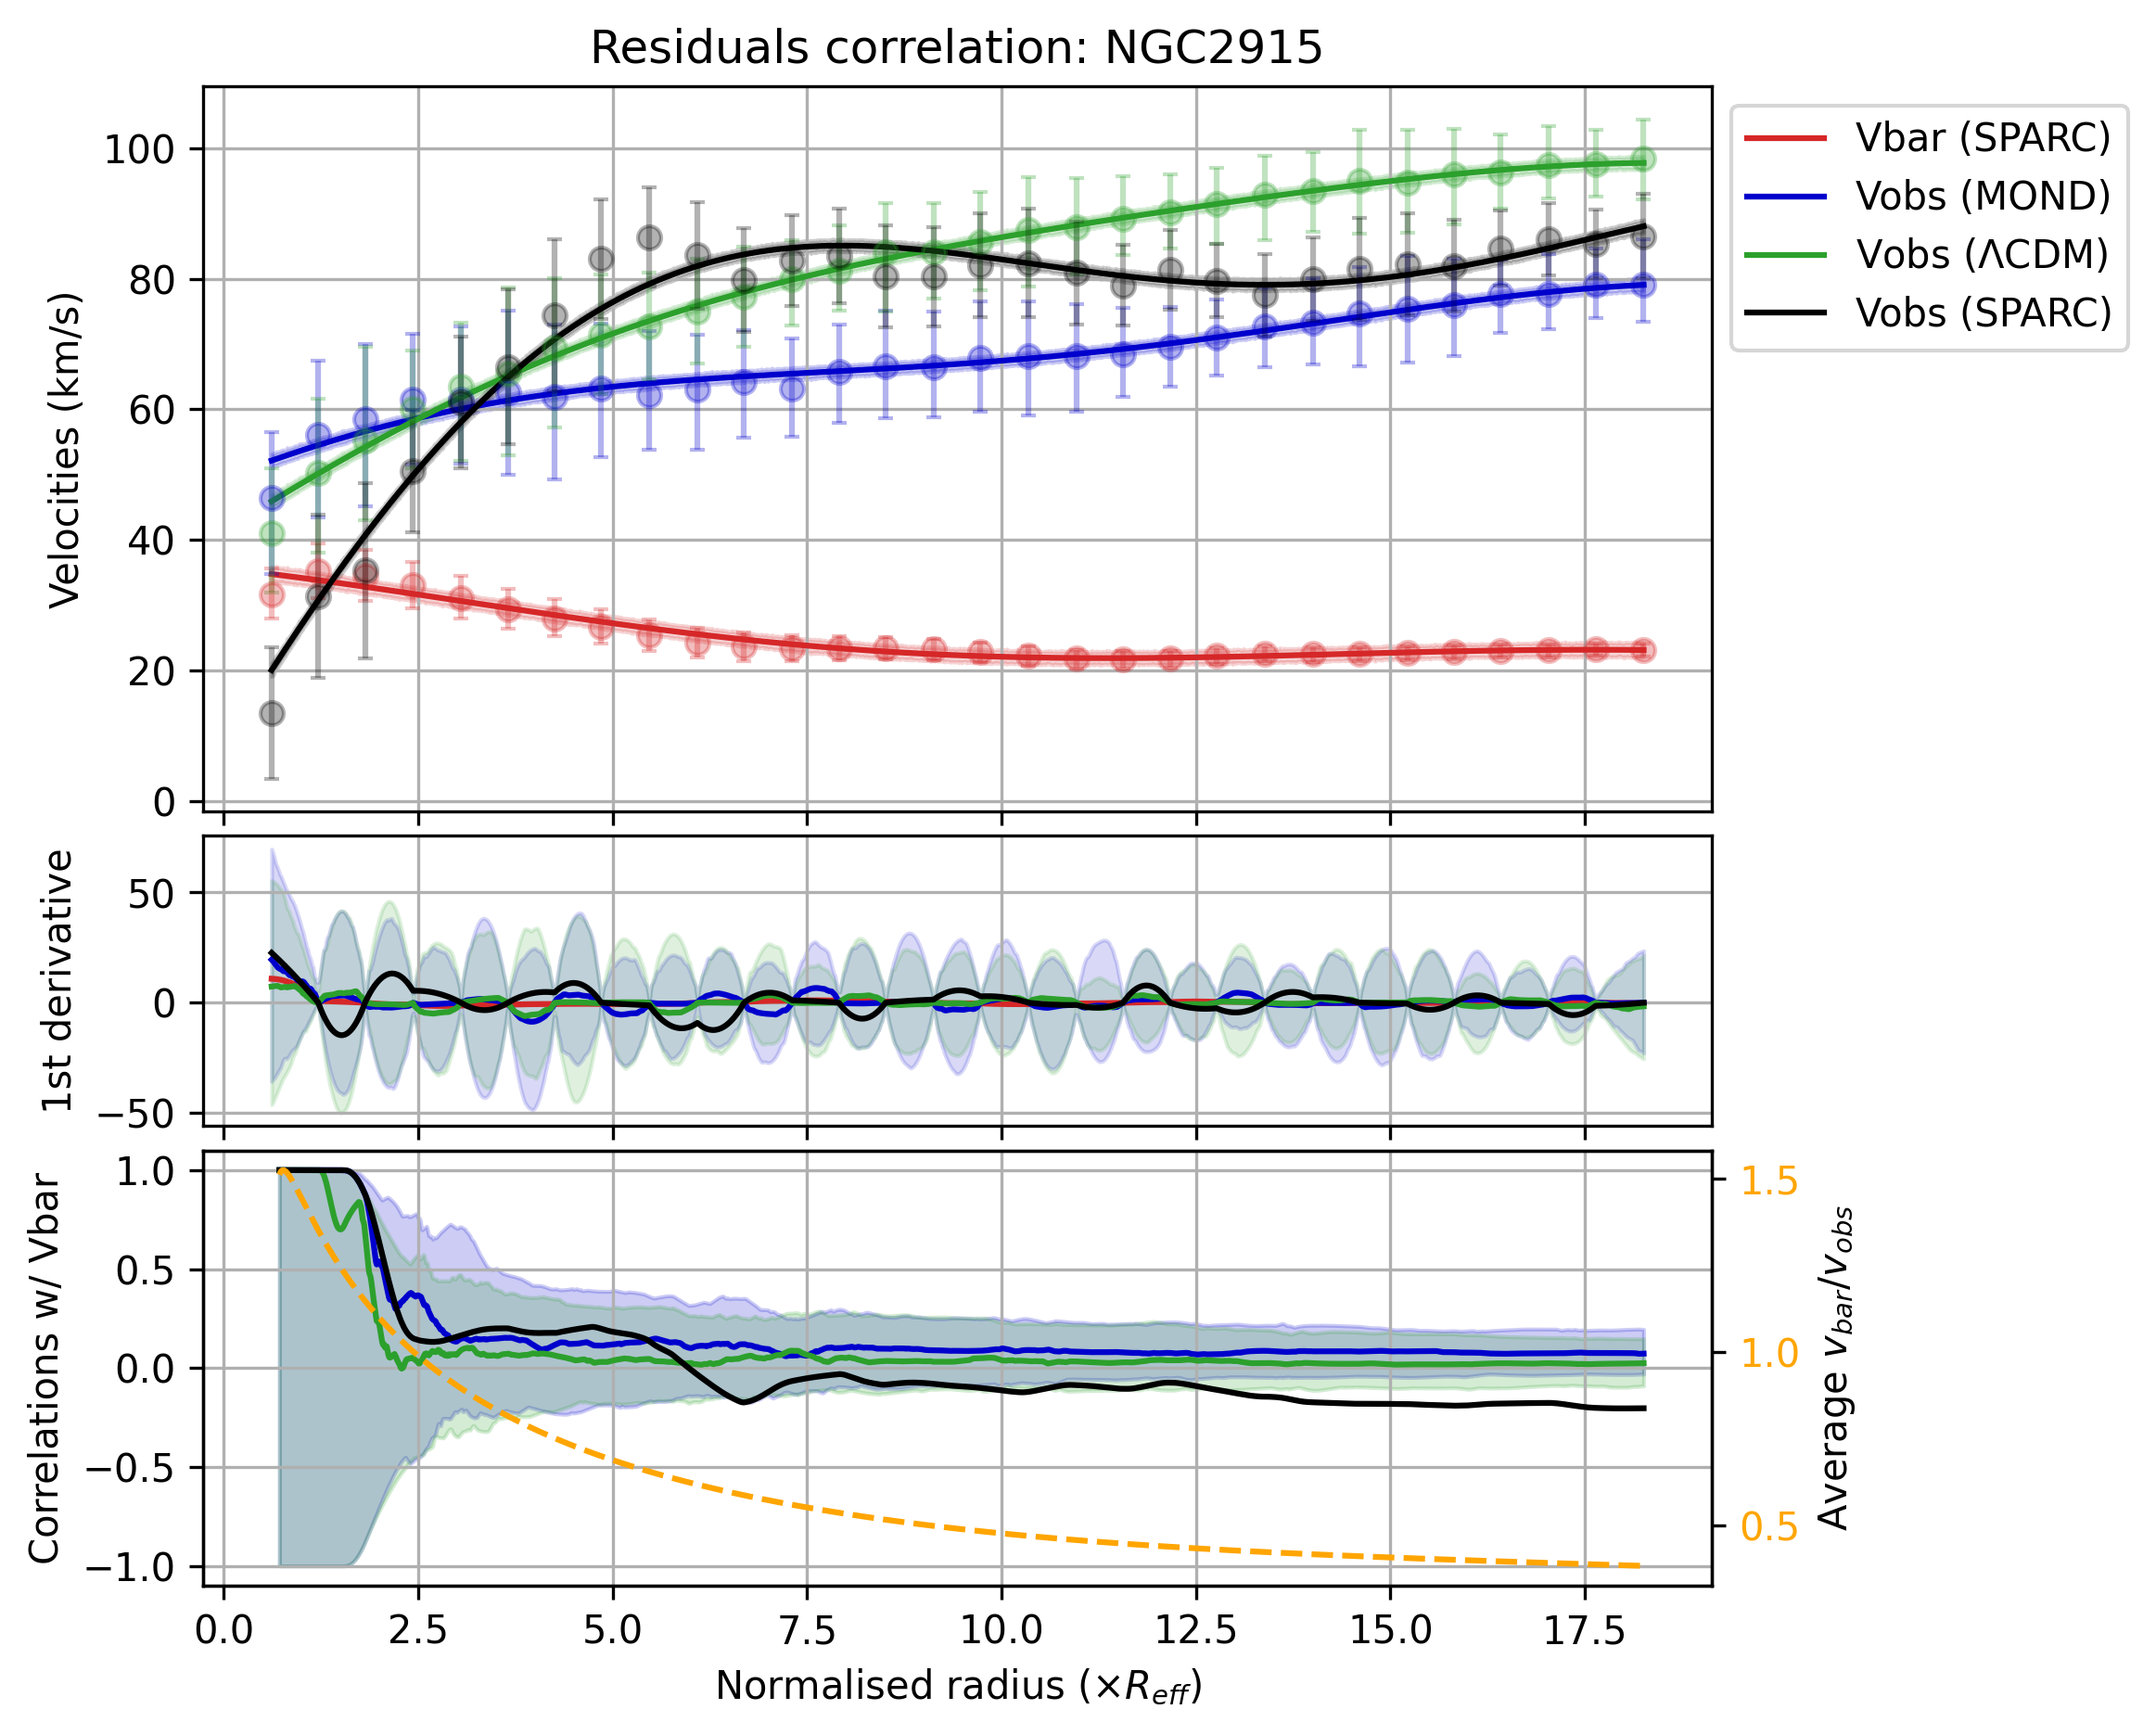 Residuals correlation: NGC2915
Velocities (km/s)
100
80
60
40
20
0
Vbar (SPARC)
Vobs (MOND)
Vobs (ΛCDM)
Vobs (SPARC)
1st derivative
50
0
−50
Correlations w/ Vbar
1.0
0.5
0.0
−0.5
−1.0
1.5
1.0
0.5
Average v_bar/v_obs
0.0 2.5 5.0 7.5 10.0 12.5 15.0 17.5
Normalised radius (×R_eff)